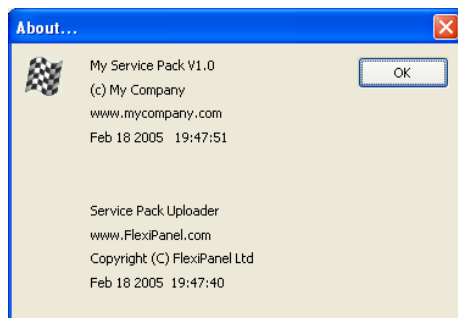 About...
My Service Pack V1.0
OK
(c) My Company
www.mycompany.com
Feb 18 2005   19:47:51
Service Pack Uploader
www.FlexiPanel.com
Copyright (C) FlexiPanel Ltd
Feb 18 2005  19:47:40